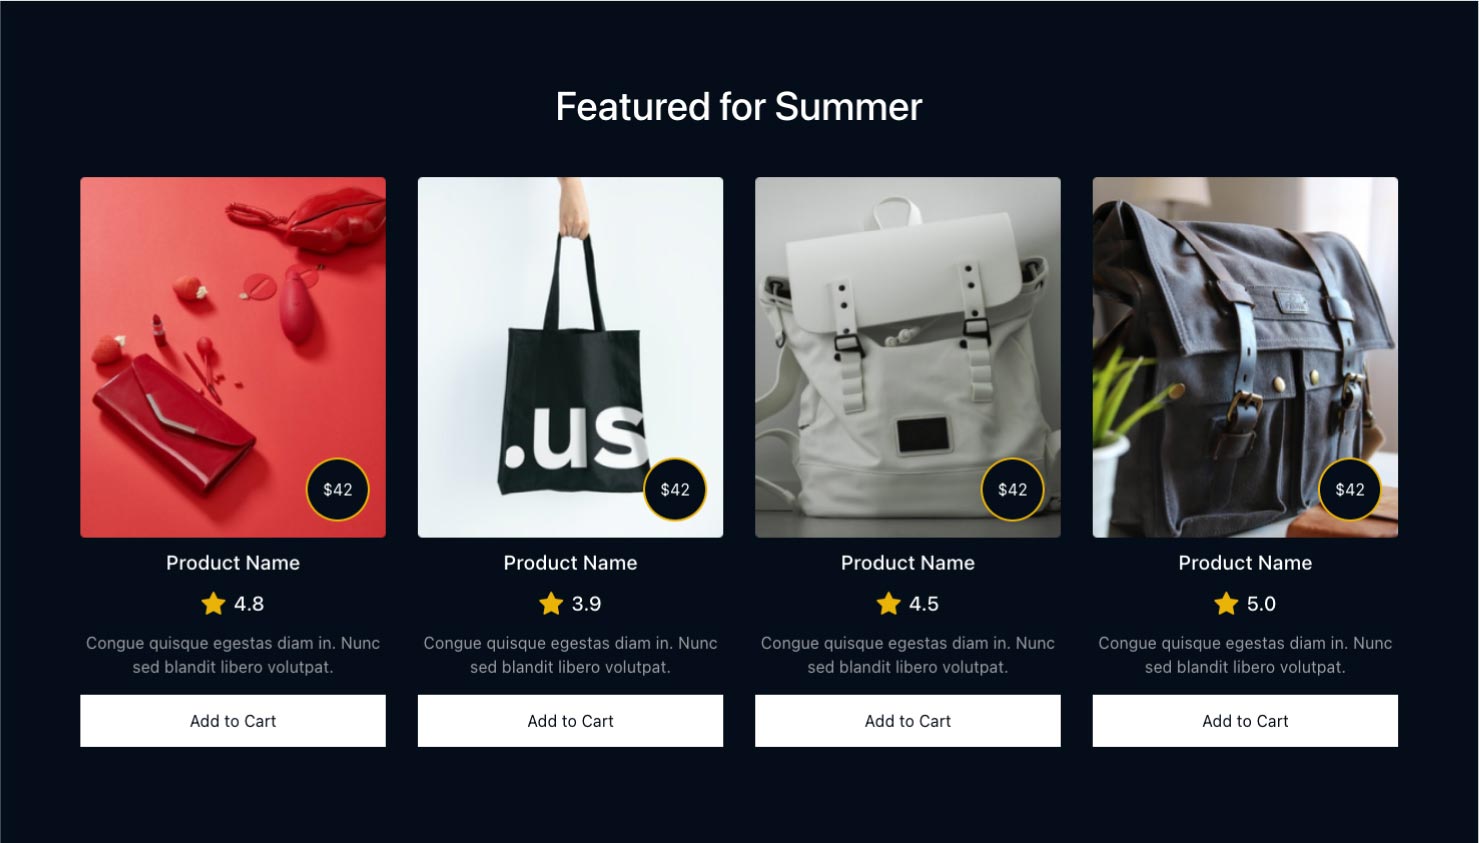 Featured for Summer
.us
$42
$42
$42
$42
Product Name
Product Name
Product Name
Product Name
4.8
3.9
4.5
5.0
Congue quisque egestas diam in. Nunc
sed blandit libero volutpat.
Congue quisque egestas diam in. Nunc
sed blandit libero volutpat.
Congue quisque egestas diam in. Nunc
sed blandit libero volutpat.
Congue quisque egestas diam in. Nunc
sed blandit libero volutpat.
Add to Cart
Add to Cart
Add to Cart
Add to Cart